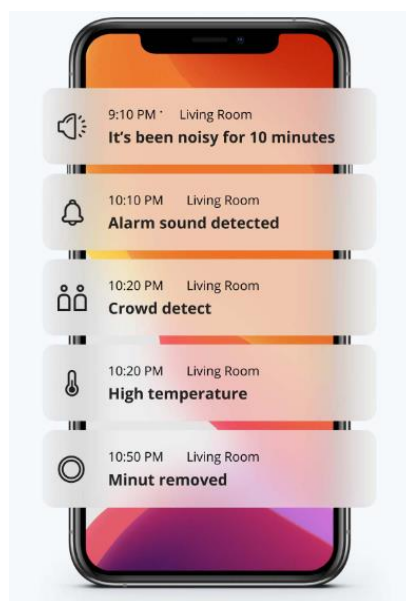 9:10 PM · Living Room
It's been noisy for 10 minutes
10:10 PM Living Room
Alarm sound detected
10:20 PM Living Room
Crowd detect
10:20 PM Living Room
High temperature
10:50 PM Living Room
Minut removed